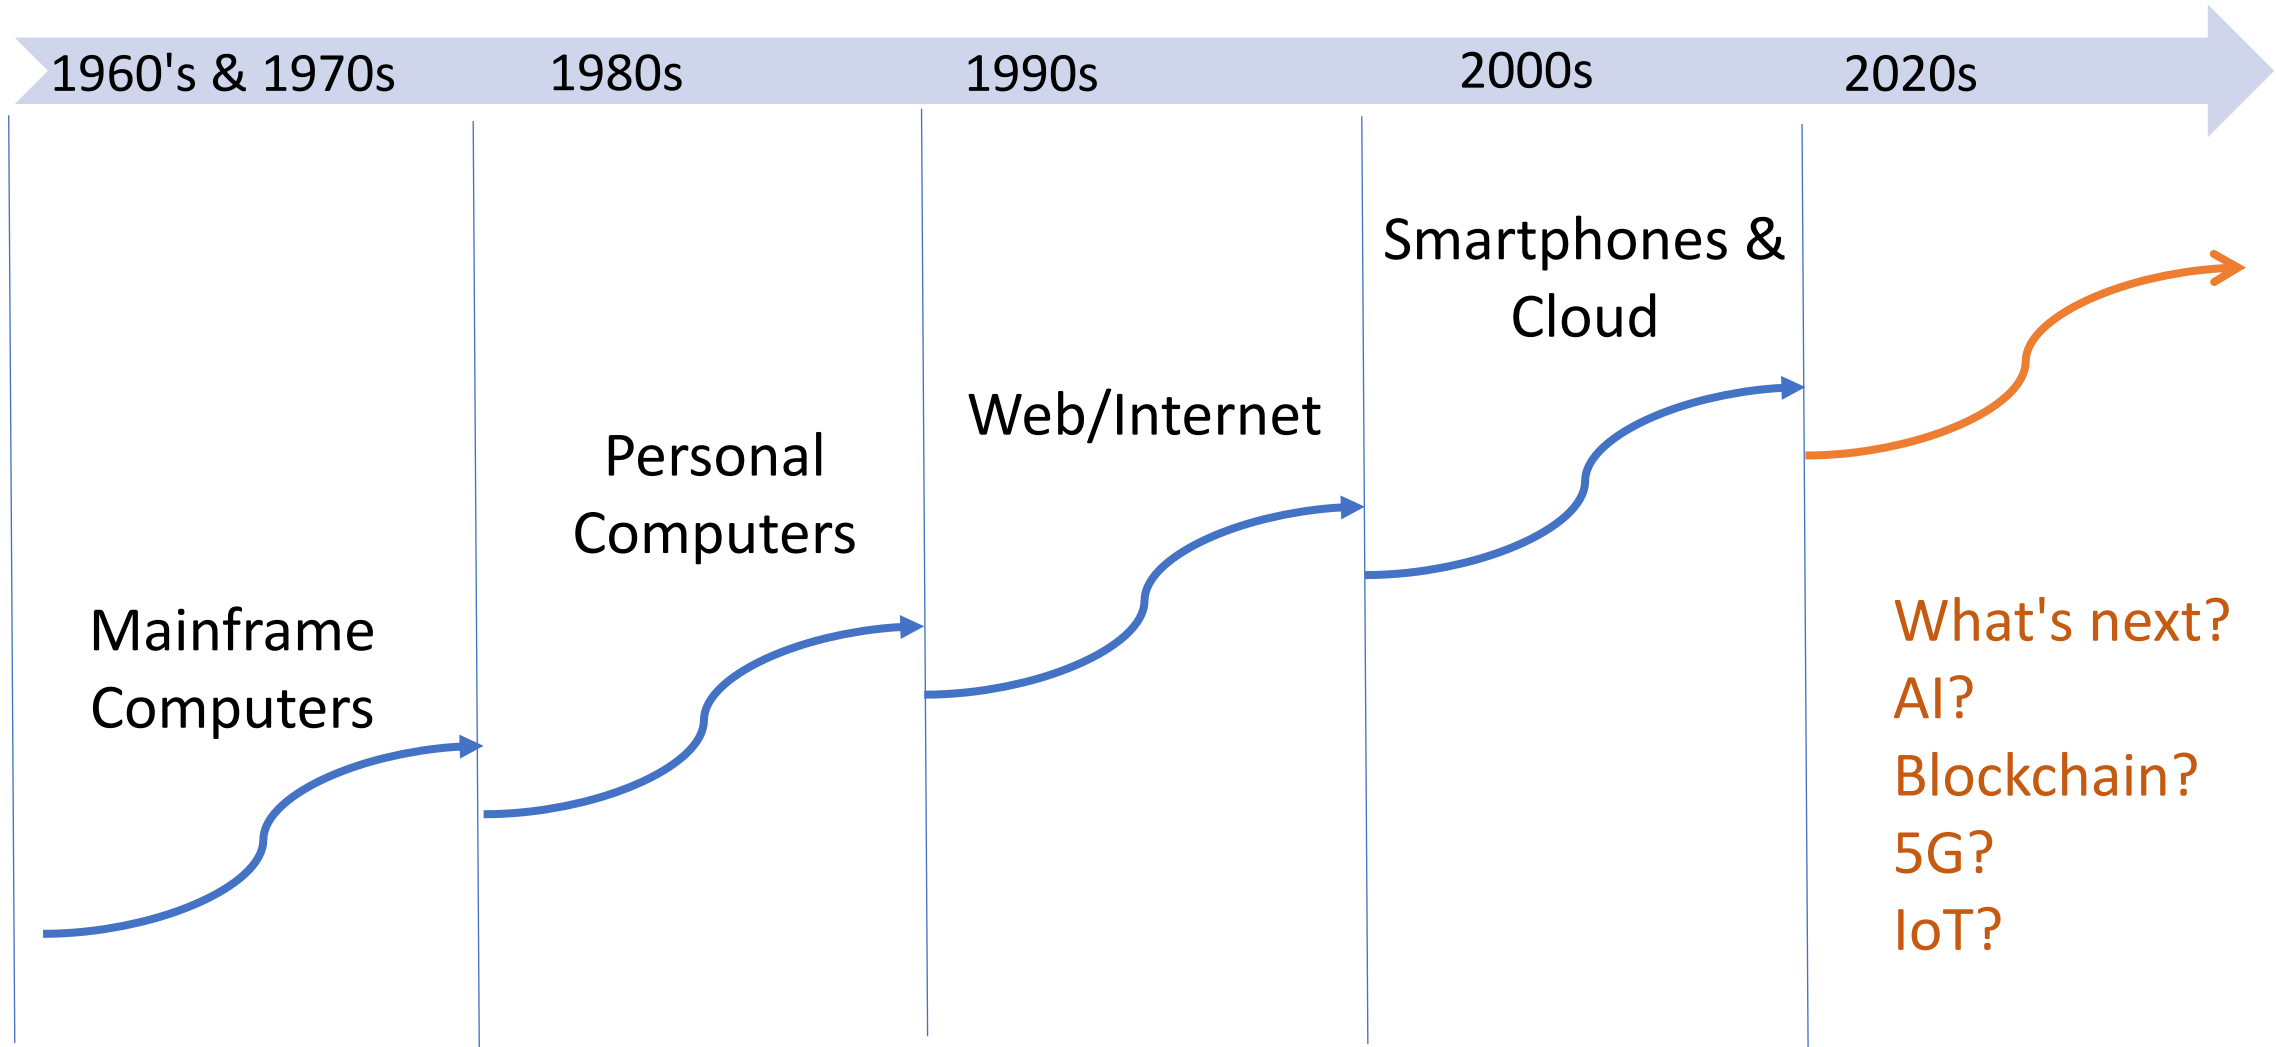 1960's & 1970s
1980s
1990s
2000s
2020s
Mainframe
Computers
Personal
Computers
Web/Internet
Smartphones &
Cloud
What's next?
AI?
Blockchain?
5G?
IoT?